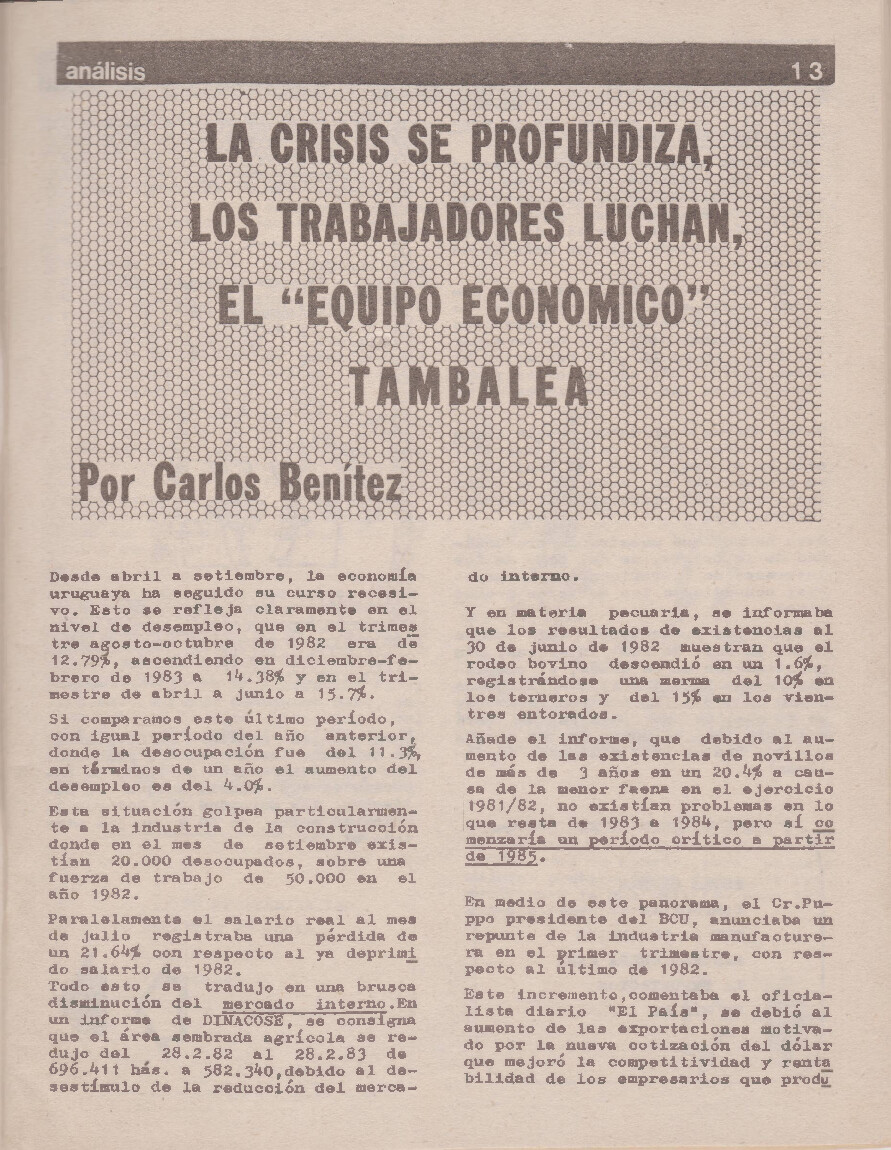 análisis 13
LA CRISIS SE PROFUNDIZA,
LOS TRABAJADORES LUCHAN,
EL "EQUIPO ECONOMICO"
TAMBALEA
Por Carlos Benítez
Desde abril a setiembre, la economía
uruguaya ha seguido su curso recesi-
vo. Esto se refleja claramente en el
nivel de desempleo, que en el trimes
tre agosto-octubre de 1982 era de
12.79%, ascendiendo en diciembre-fe-
brero de 1983 a 14.38% y en el tri-
mestre de abril a junio a 15.7%.
Si comparamos este último período,
con igual período del año anterior,
donde la desocupación fue del 11.3%,
en términos de un año el aumento del
desempleo es del 4.0%.
Esta situación golpea particularmen-
te a la industria de la construcción
donde en el mes de setiembre exis-
tían 20.000 desocupados, sobre una
fuerza de trabajo de 50.000 en el
año 1982.
Paralelamente el salario real al mes
de julio registraba una pérdida de
un 21.64% con respecto al ya deprimi
do salario de 1982.
Todo esto se tradujo en una brusca
disminución del mercado interno.En
un informe de DINACOSE, se consigna
que el área sembrada agrícola se re-
dujo del 28.2.82 al 28.2.83 de
696.411 hás. a 582.340,debido al de-
sestímulo de la reducción del merca-
do interno.
Y en materia pecuaria, se informaba
que los resultados de existencias al
30 de junio de 1982 muestran que el
rodeo bovino descendió en un 1.6%,
registrándose una merma del 10% en
los terneros y del 15% en los vien-
tres entorados.
Añade el informe, que debido al au-
mento de las existencias de novillos
de más de 3 años en un 20.4% a cau-
sa de la menor faena en el ejercicio
1981/82, no existían problemas en lo
que resta de 1983 a 1984, pero sí co
menzaría un período crítico a partir
de 1985.
En medio de este panorama, el Cr.Pu-
ppo presidente del BCU, anunciaba un
repunte de la industria manufacture-
ra en el primer trimestre, con res-
pecto al último de 1982.
Este incremento,comentaba el oficia-
lista diario "El País", se debió al
aumento de las exportaciones motiva-
do por la nueva cotización del dólar
que mejoró la competitividad y renta
bilidad de los empresarios que produ